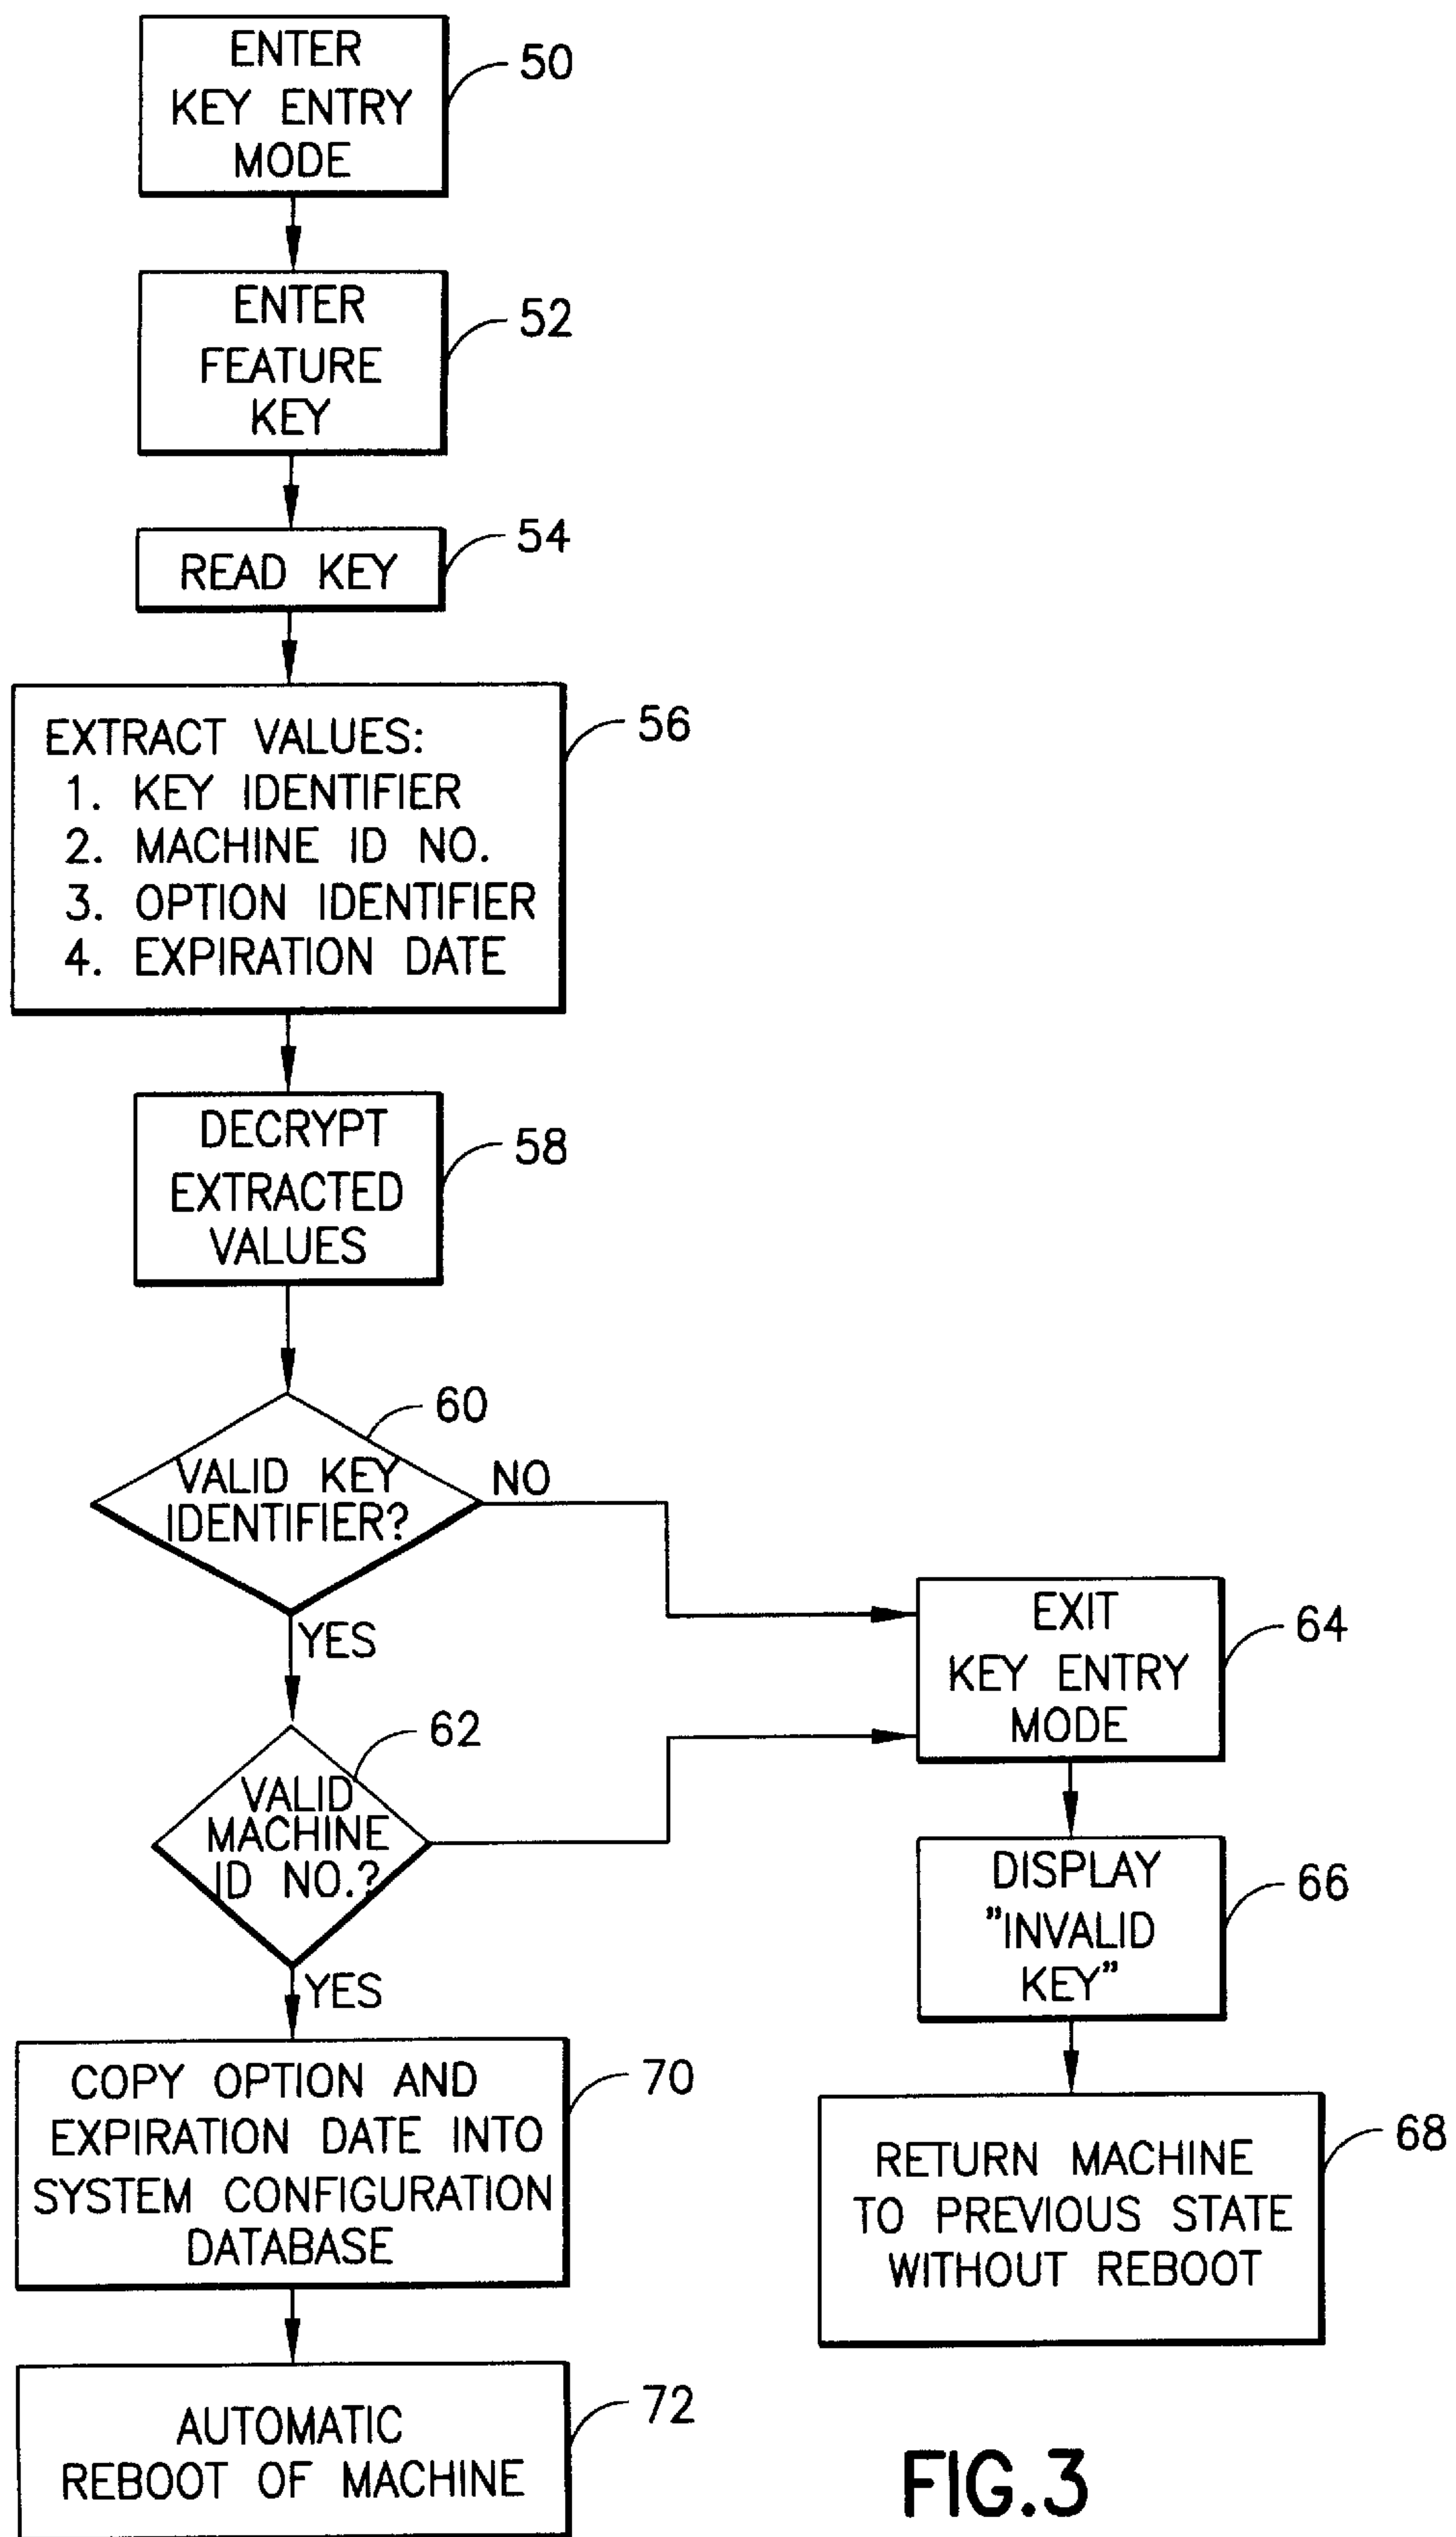 ENTER
KEY ENTRY
MODE
50
ENTER
FEATURE
KEY
52
READ KEY
54
EXTRACT VALUES:
1. KEY IDENTIFIER
2. MACHINE ID NO.
3. OPTION IDENTIFIER
4. EXPIRATION DATE
56
DECRYPT
EXTRACTED
VALUES
58
VALID KEY
IDENTIFIER?
60
NO
YES
VALID
MACHINE
ID NO.?
62
YES
EXIT
KEY ENTRY
MODE
64
DISPLAY
"INVALID
KEY"
66
RETURN MACHINE
TO PREVIOUS STATE
WITHOUT REBOOT
68
COPY OPTION AND
EXPIRATION DATE INTO
SYSTEM CONFIGURATION
DATABASE
70
AUTOMATIC
REBOOT OF MACHINE
72
FIG.3